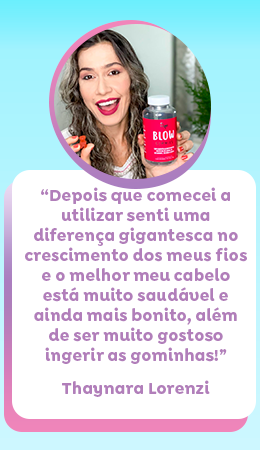 BLOW
“Depois que comecei a
utilizar senti uma
diferença gigantesca no
crescimento dos meus fios
e o melhor meu cabelo
está muito saudável e
ainda mais bonito, além
de ser muito gostoso
ingerir as gominhas!”
Thaynara Lorenzi